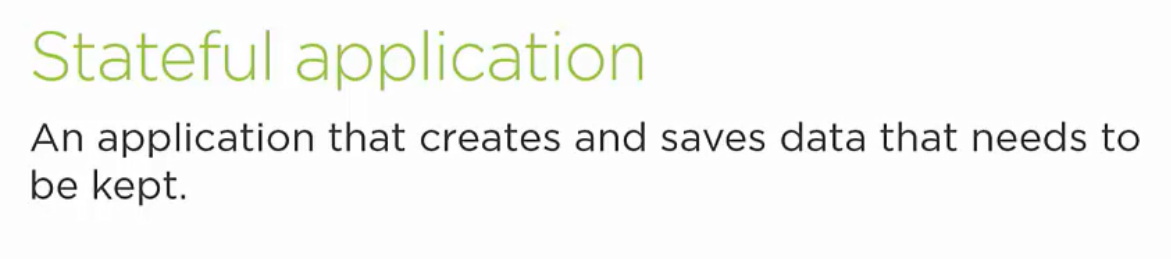 Stateful application
An application that creates and saves data that needs to
be kept.